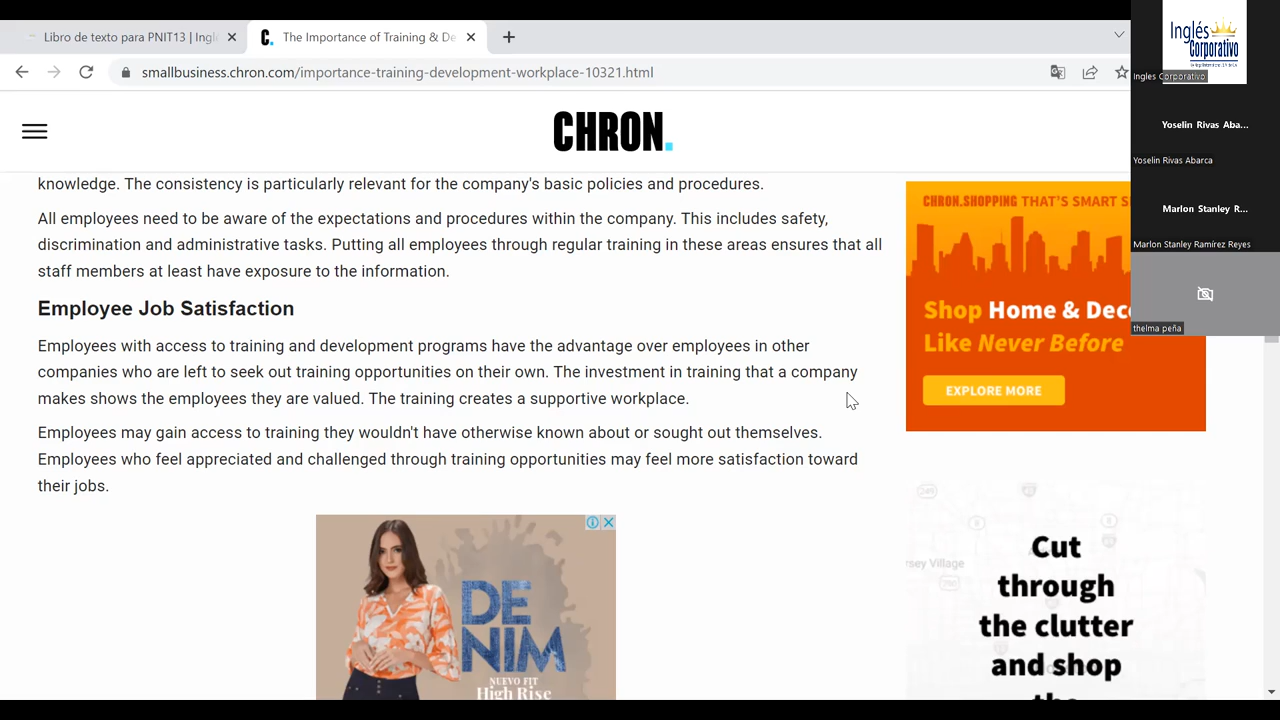 Libro de texto para PNIT13 | Ingl
The Importance of Training & De
smallbusiness.chron.com/importance-training-development-workplace-10321.html
CHRON.
knowledge. The consistency is particularly relevant for the company's basic policies and procedures.
All employees need to be aware of the expectations and procedures within the company. This includes safety,
discrimination and administrative tasks. Putting all employees through regular training in these areas ensures that all
staff members at least have exposure to the information.
Employee Job Satisfaction
Employees with access to training and development programs have the advantage over employees in other
companies who are left to seek out training opportunities on their own. The investment in training that a company
makes shows the employees they are valued. The training creates a supportive workplace.
Employees may gain access to training they wouldn't have otherwise known about or sought out themselves.
Employees who feel appreciated and challenged through training opportunities may feel more satisfaction toward
their jobs.
DE
NIM
NUEVO FIT
High Rise
CHRON.SHOPPING THAT'S SMART S
Shop Home & Deco
Like Never Before
EXPLORE MORE
rsey Village
Cut
through
the clutter
and shop
the
Inglés
Corporativo
Ingles Corporativo
Yoselin Rivas Aba...
Yoselin Rivas Abarca
Marlon Stanley R...
Marlon Stanley Ramírez Reyes
thelma peña